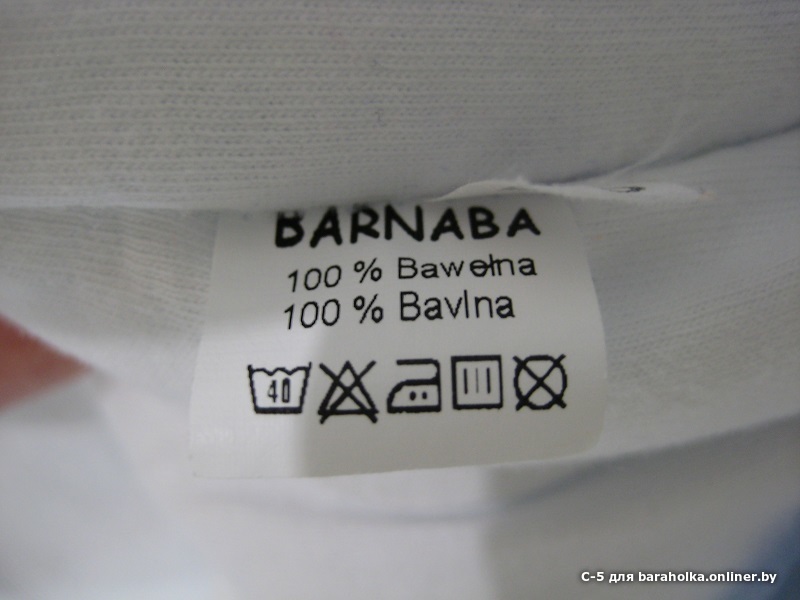 BARNABA
100 % Bawełna
100 % Bavlna
40
C-5 для baraholka.onliner.by